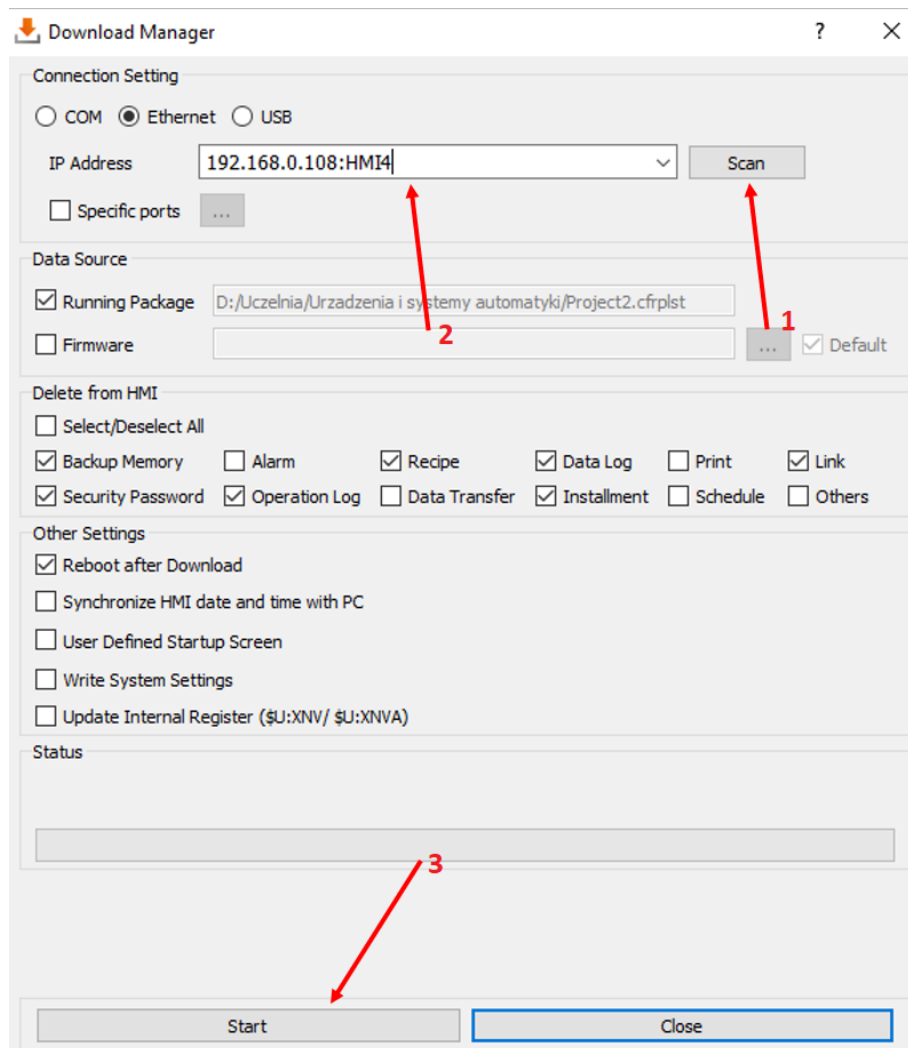 Download Manager ? ×
Connection Setting
COM Ethernet USB
IP Address 192.168.0.108:HMI4 Scan
Specific ports ...
Data Source
Running Package D:/Uczelnia/Urzadzenia i systemy automatyki/Project2.cfrplst
1
2
Firmware ... Default
Delete from HMI
Select/Deselect All
Backup Memory Alarm Recipe Data Log Print Link
Security Password Operation Log Data Transfer Installment Schedule Others
Other Settings
Reboot after Download
Synchronize HMI date and time with PC
User Defined Startup Screen
Write System Settings
Update Internal Register ($U:XNV/ $U:XNVA)
Status
3
Start Close